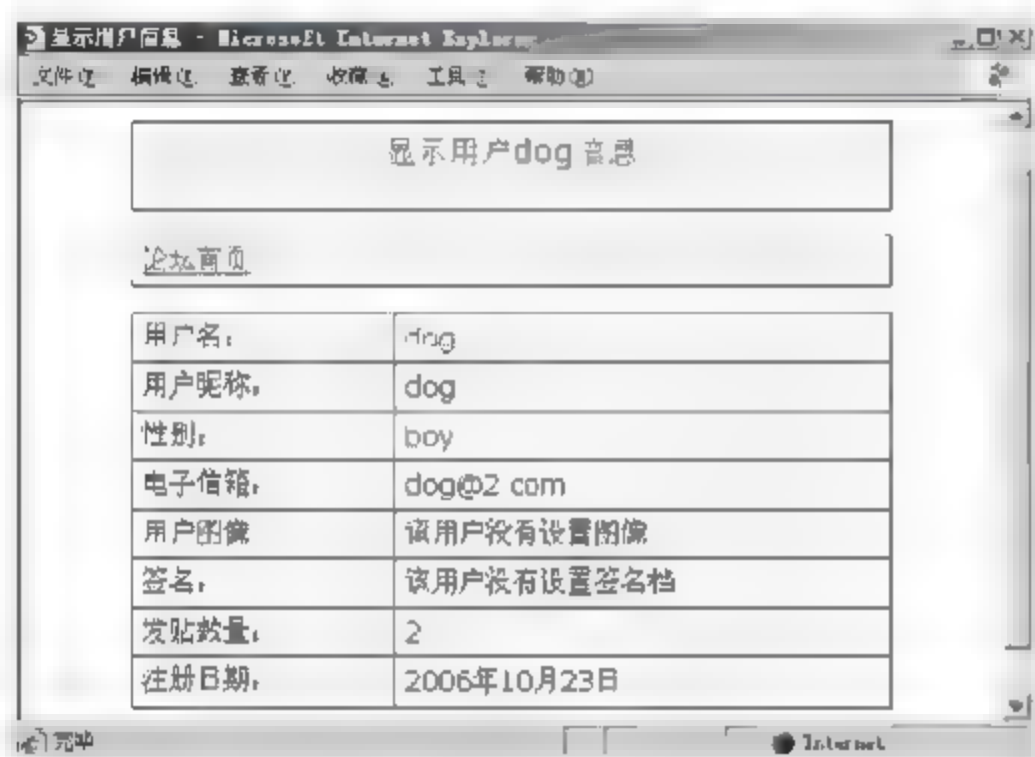 显示用户信息 - Microsoft Internet Explorer
文件(F) 编辑(E) 查看(V) 收藏(A) 工具(T) 帮助(H)
显示用户dog 信息
论坛首页
用户名: dog
用户昵称: dog
性别: boy
电子信箱: dog@2 com
用户图像 该用户没有设置图像
签名: 该用户没有设置签名档
发贴数量: 2
注册日期: 2006年10月23日
完毕 Internet